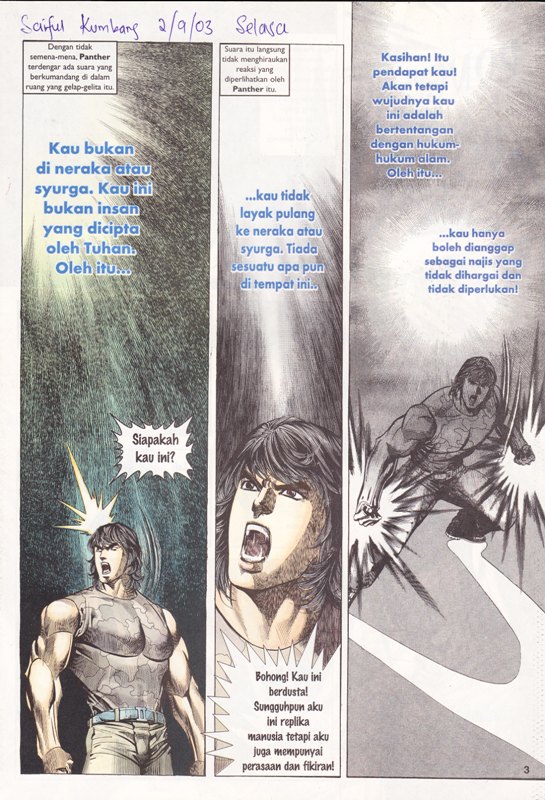 Saiful Kumbang 2/9/03 Selasa
Dengan tidak
semena-mena, Panther
terdengar ada suara yang
berkumandang di dalam
ruang yang gelap-gelita itu.
Kau bukan
di neraka atau
syurga. Kau ini
bukan insan
yang dicipta
oleh Tuhan.
Oleh itu...
Siapakah
kau ini?
Suara itu langsung
tidak menghiraukan
reaksi yang
diperlihatkan oleh
Panther itu.
...kau tidak
layak pulang
ke neraka atau
syurga. Tiada
sesuatu apa pun
di tempat ini..
Bohong! Kau ini
berdusta!
Sungguhpun aku
ini replika
manusia tetapi aku
juga mempunyai
perasaan dan fikiran!
Kasihan! Itu
pendapat kau!
Akan tetapi
wujudnya kau
ini adalah
bertentangan
dengan hukum-
hukum alam.
Oleh itu...
...kau hanya
boleh dianggap
sebagai najis yang
tidak dihargai dan
tidak diperlukan!
3